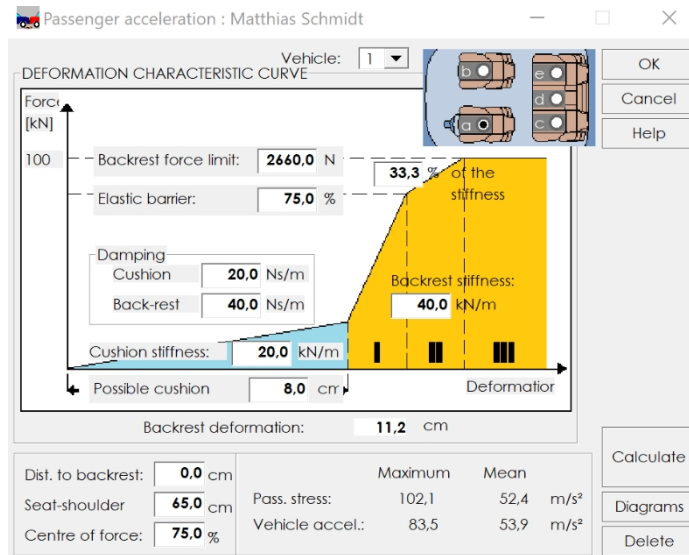 Passenger acceleration : Matthias Schmidt
Vehicle: 1
DEFORMATION CHARACTERISTIC CURVE
OK
Cancel
Help
Force
[kN]
100
b
e
d
a
c
Backrest force limit: 2660,0 N
33,3 % of the
stiffness
Elastic barrier: 75,0 %
Damping
Cushion 20,0 Ns/m
Back-rest 40,0 Ns/m
Backrest stiffness:
40,0 kN/m
Cushion stiffness: 20,0 kN/m
I II III
Possible cushion 8,0 cm
Deformation
Backrest deformation: 11,2 cm
Calculate
Diagrams
Delete
Dist. to backrest: 0,0 cm
Seat-shoulder 65,0 cm
Centre of force: 75,0 %
Maximum Mean
Pass. stress: 102,1 52,4 m/s²
Vehicle accel.: 83,5 53,9 m/s²